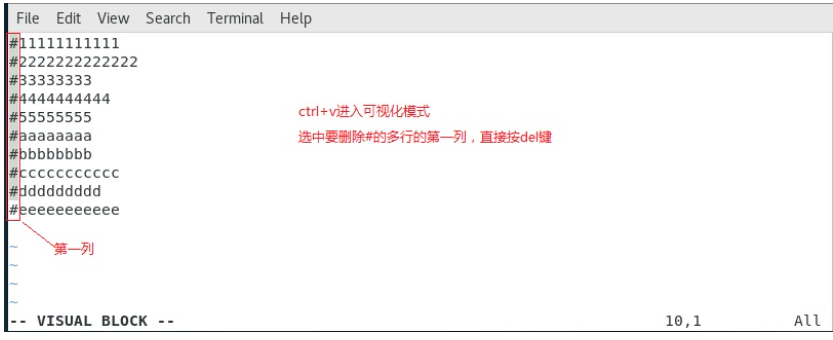 File Edit View Search Terminal Help
#11111111111
#2222222222222
#33333333
#4444444444
#55555555
ctrl+v进入可视化模式
#aaaaaaaa
选中要删除#的多行的第一列，直接按del键
#bbbbbbbb
#ccccccccccc
#ddddddddd
#eeeeeeeeeee
~
第一列
~
~
~
-- VISUAL BLOCK -- 10,1 All